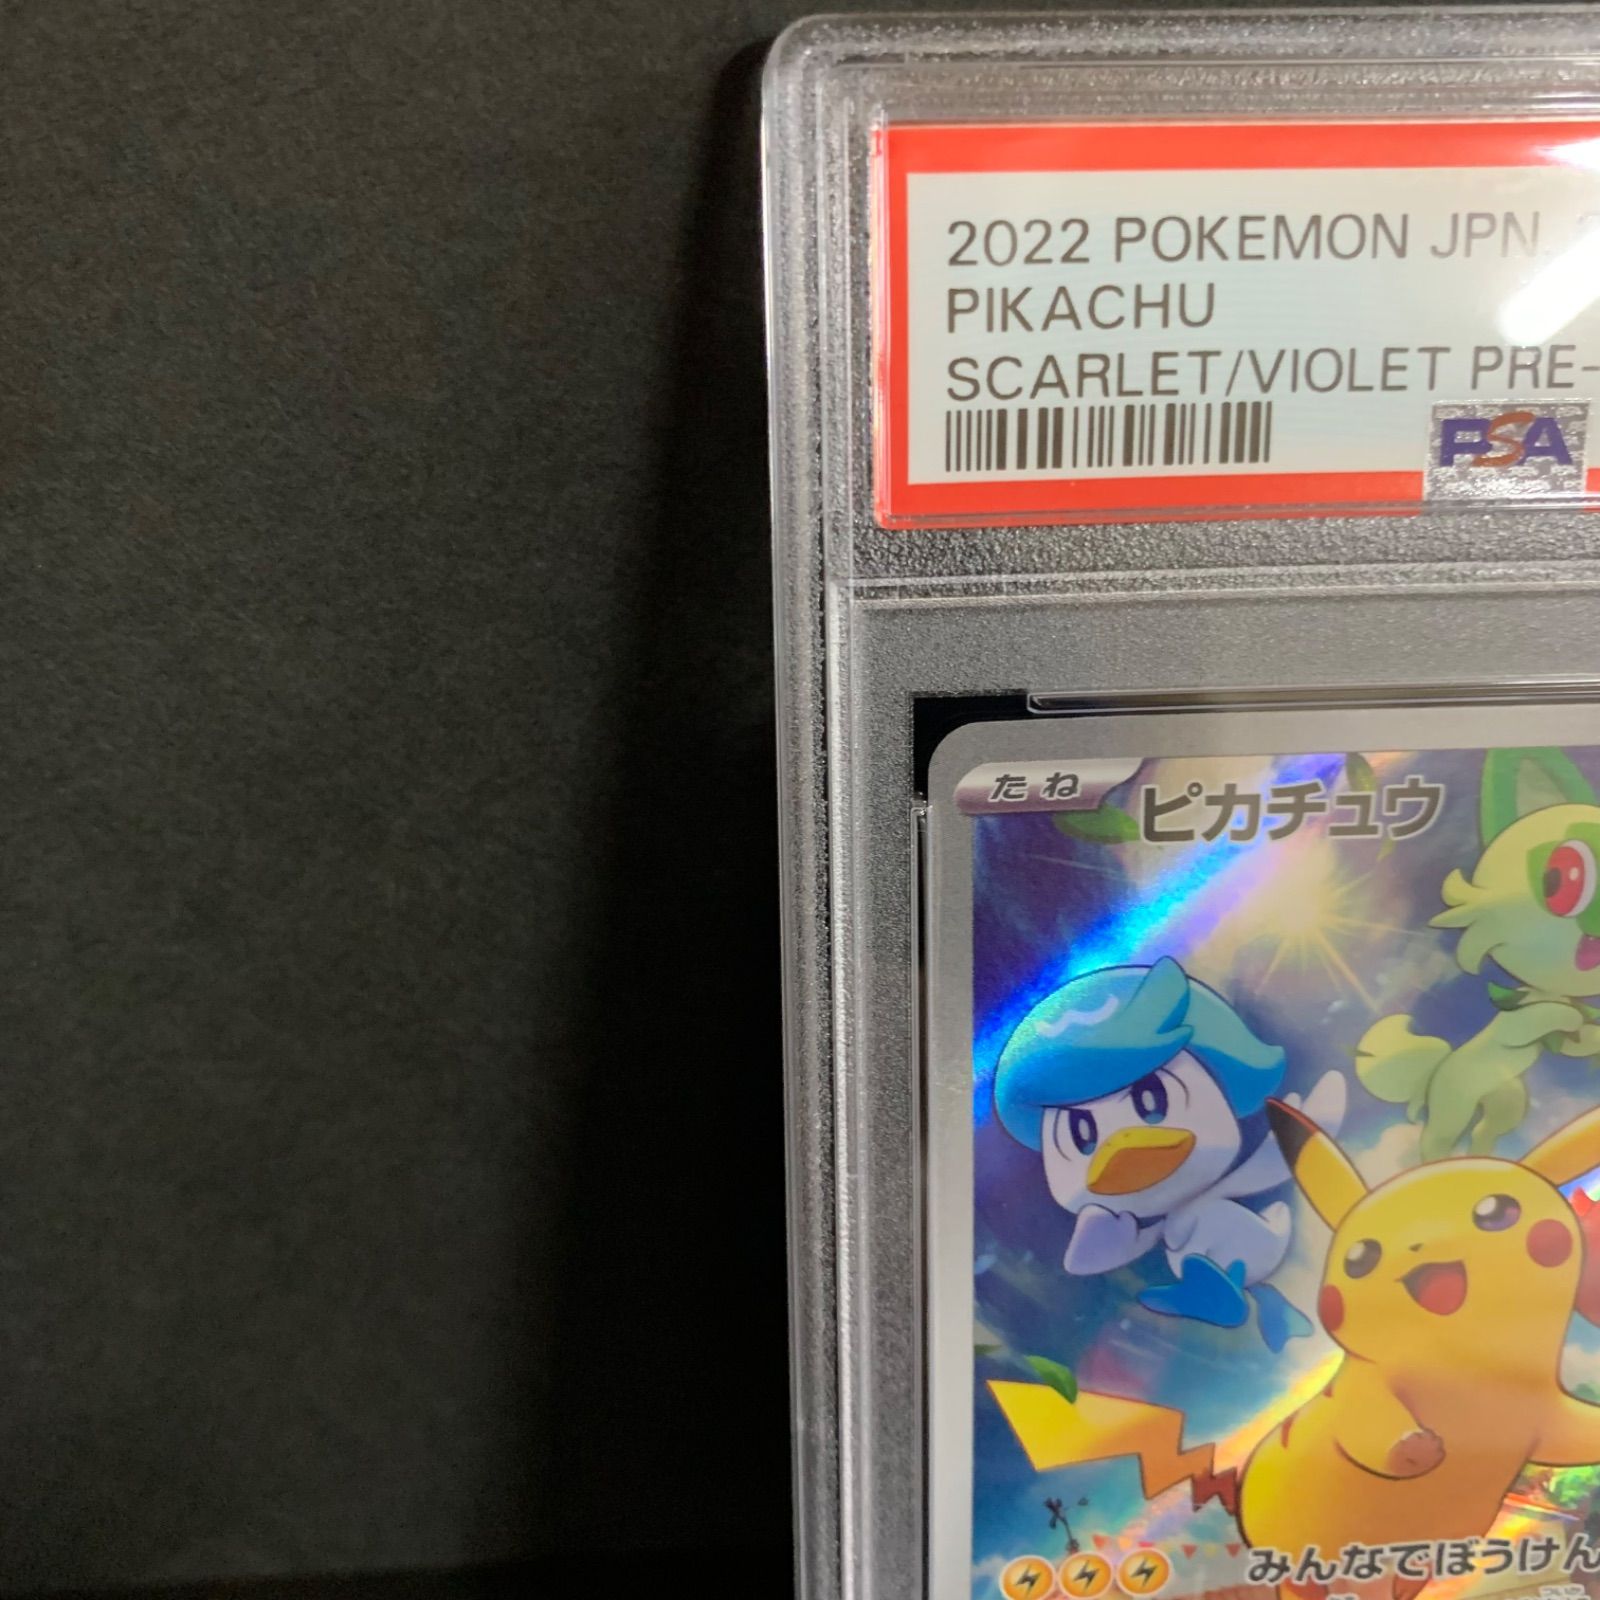 2022 POKEMON JPN.
PIKACHU
SCARLET/VIOLET PRE-
PSA
たね
ピカチュウ
みんなでぼうけん